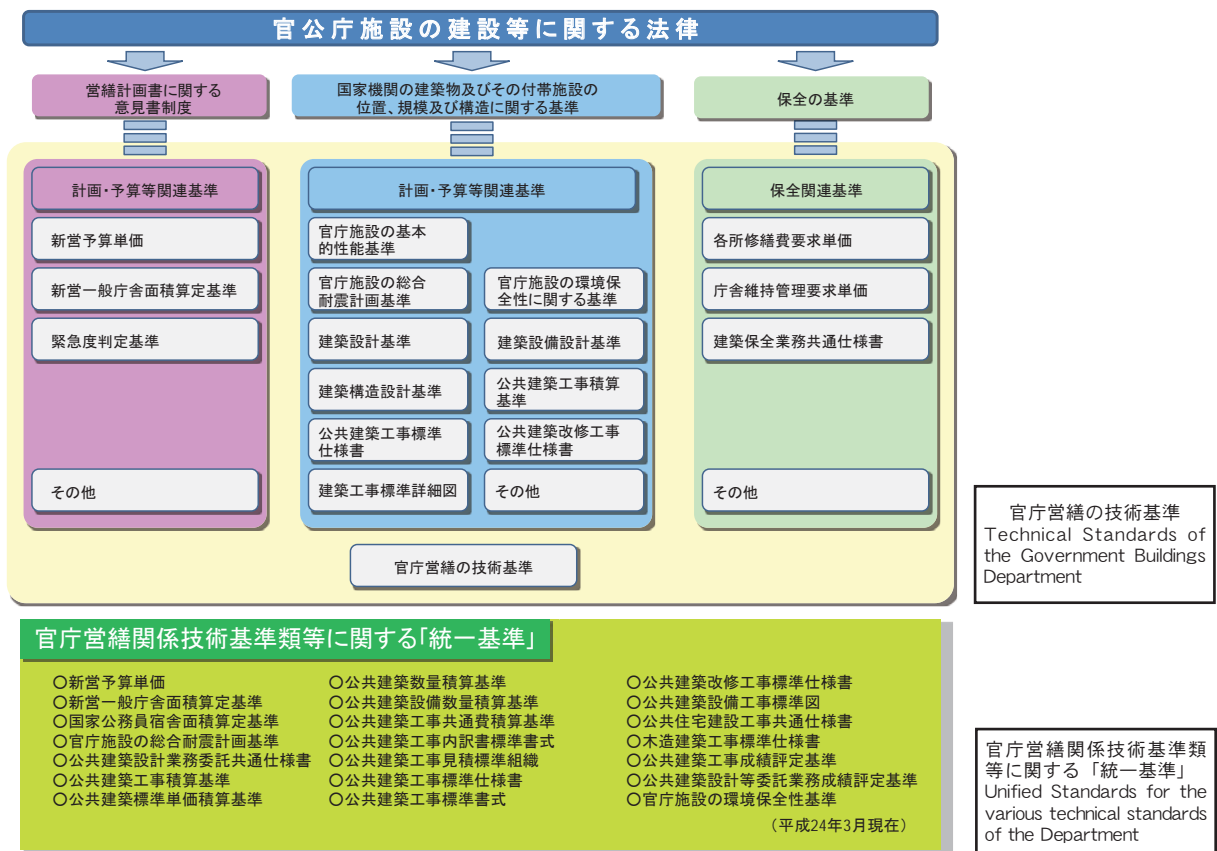 官公庁施設の建設等に関する法律
営繕計画書に関する
意見書制度
国家機関の建築物及びその付帯施設の
位置、規模及び構造に関する基準
保全の基準
計画･予算等関連基準
新営予算単価
新営一般庁舎面積算定基準
緊急度判定基準
その他
計画･予算等関連基準
官庁施設の基本
的性能基準
官庁施設の総合
耐震計画基準
官庁施設の環境保
全性に関する基準
建築設計基準
建築設備設計基準
建築構造設計基準
公共建築工事積算
基準
公共建築工事標準
仕様書
公共建築改修工事
標準仕様書
建築工事標準詳細図
その他
保全関連基準
各所修繕費要求単価
庁舎維持管理要求単価
建築保全業務共通仕様書
その他
官庁営繕の技術基準
官庁営繕の技術基準
Technical Standards of
the Government Buildings
Department
官庁営繕関係技術基準類等に関する｢統一基準」
○新営予算単価
○新営一般庁舎面積算定基準
○国家公務員宿舎面積算定基準
○官庁施設の総合耐震計画基準
○公共建築設計業務委託共通仕様書
○公共建築工事積算基準
○公共建築標準単価積算基準
○公共建築数量積算基準
○公共建築設備数量積算基準
○公共建築工事共通費積算基準
○公共建築工事内訳書標準書式
○公共建築工事見積標準組織
○公共建築工事標準仕様書
○公共建築工事標準書式
○公共建築改修工事標準仕様書
○公共建築設備工事標準図
○公共住宅建設工事共通仕様書
○木造建築工事標準仕様書
○公共建築工事成績評定基準
○公共建築設計等委託業務成績評定基準
○官庁施設の環境保全性基準
（平成24年3月現在）
官庁営繕関係技術基準類
等に関する「統一基準」
Unified Standards for the
various technical standards
of the Department